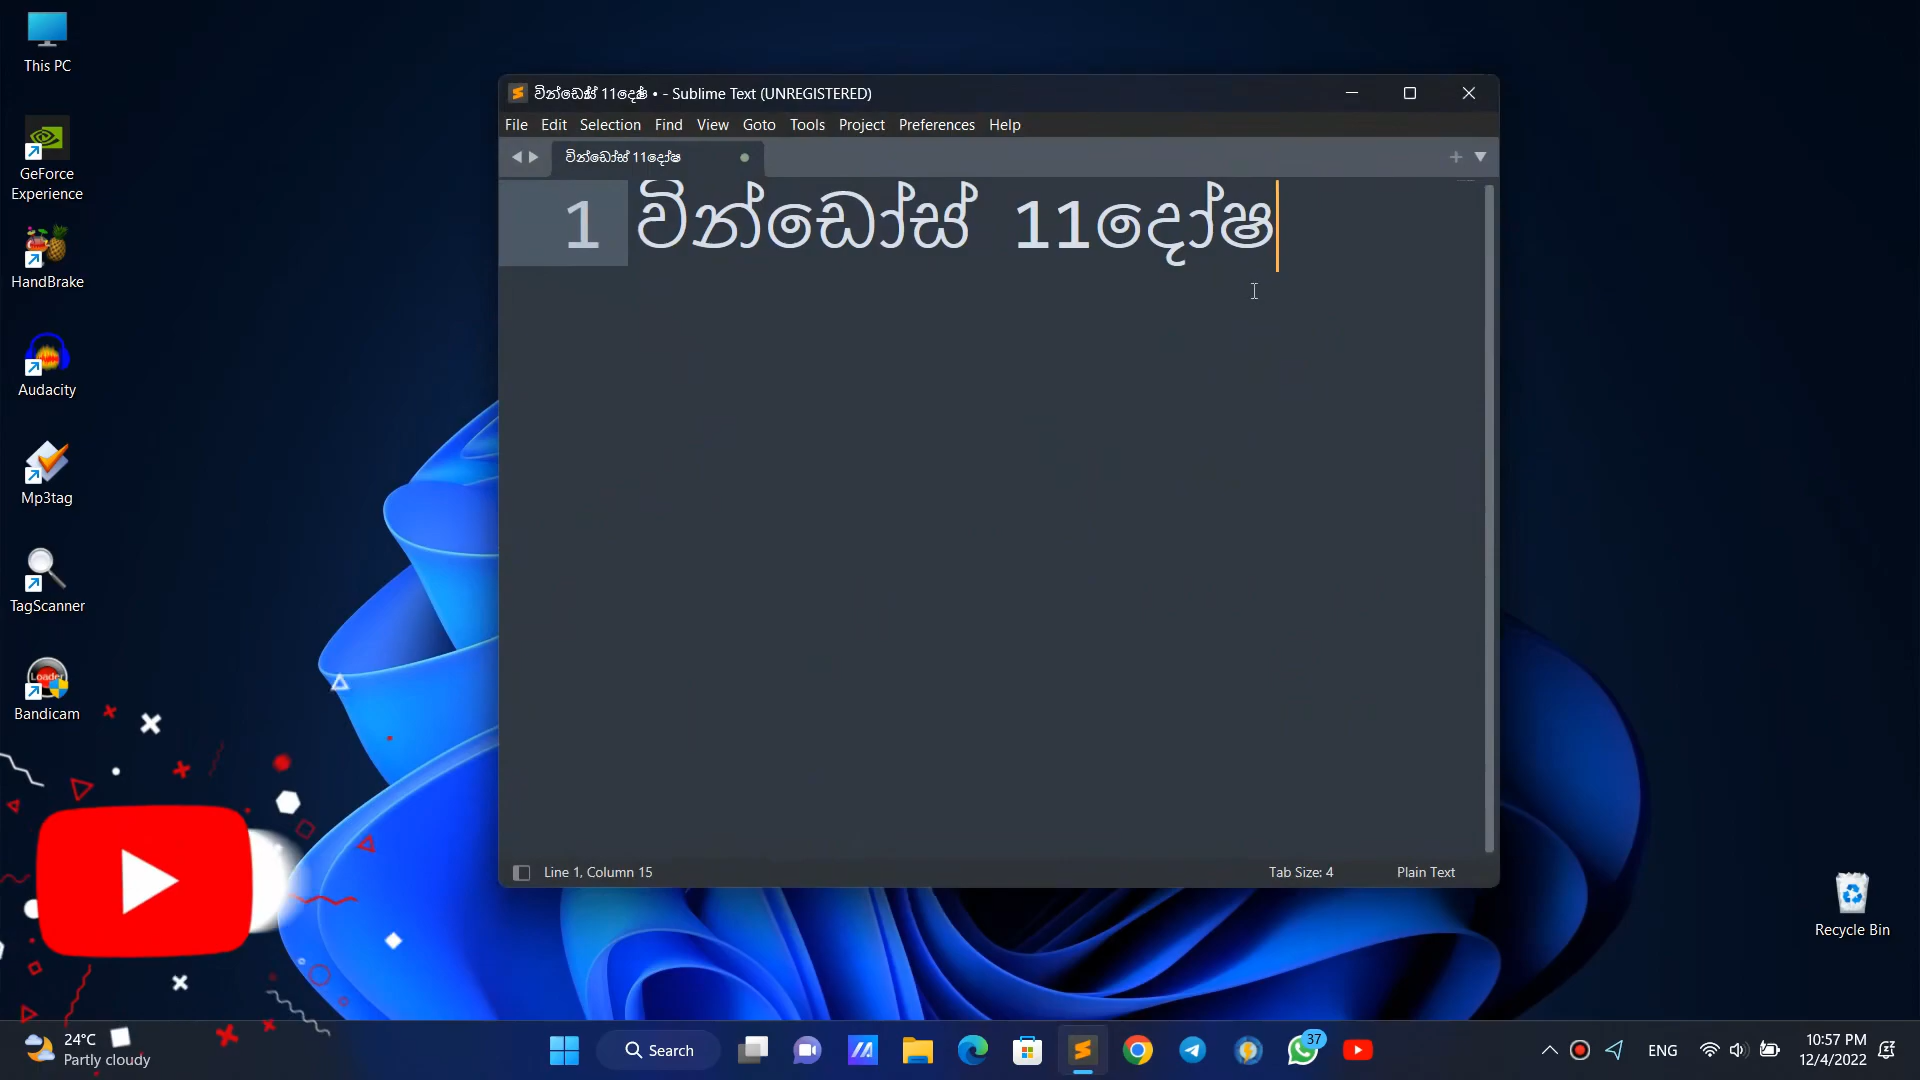 This PC
GeForce
Experience
HandBrake
Audacity
Mp3tag
TagScanner
Loader
Bandicam
වින්ඩෝස් 11දෝෂ • - Sublime Text (UNREGISTERED)
File Edit Selection Find View Goto Tools Project Preferences Help
වින්ඩෝස් 11දෝෂ
1 වින්ඩෝස් 11දෝෂ
Line 1, Column 15
Tab Size: 4
Plain Text
Recycle Bin
24°C
Partly cloudy
Search
37
ENG
10:57 PM
12/4/2022